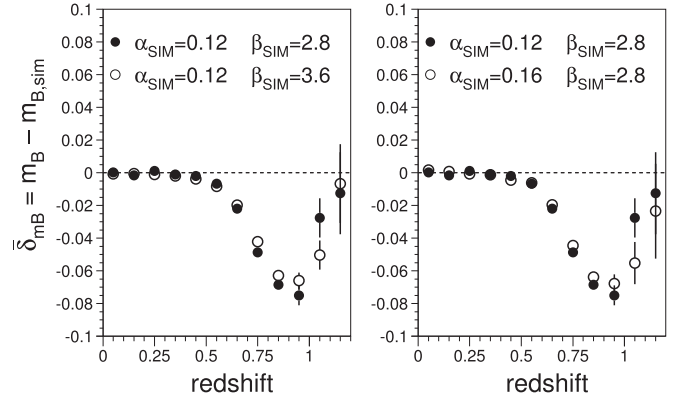 δ̄mB = mB − mB,sim
0.1
0.08
0.06
0.04
0.02
0
-0.02
-0.04
-0.06
-0.08
-0.1
αSIM=0.12 βSIM=2.8
αSIM=0.12 βSIM=3.6
0 0.25 0.5 0.75 1
redshift
0.1
0.08
0.06
0.04
0.02
0
-0.02
-0.04
-0.06
-0.08
-0.1
αSIM=0.12 βSIM=2.8
αSIM=0.16 βSIM=2.8
0 0.25 0.5 0.75 1
redshift